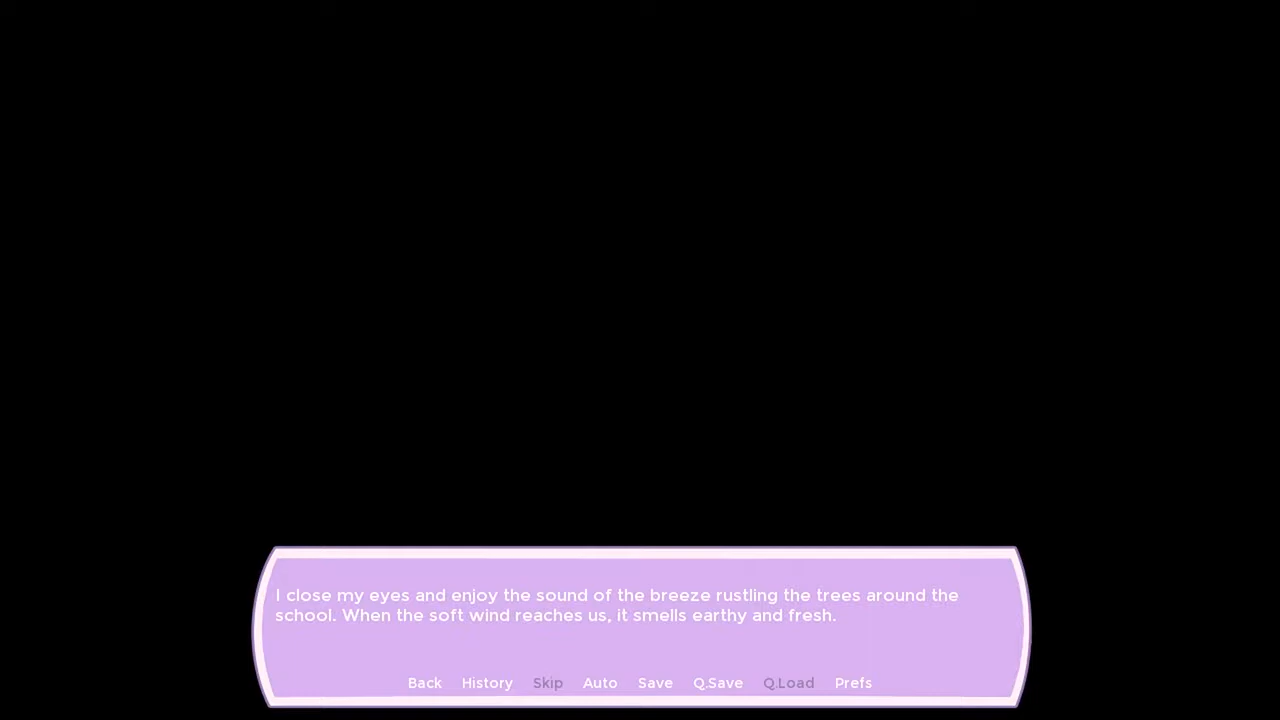 I close my eyes and enjoy the sound of the breeze rustling the trees around the
school. When the soft wind reaches us, it smells earthy and fresh.
Back History Skip Auto Save Q.Save Q.Load Prefs